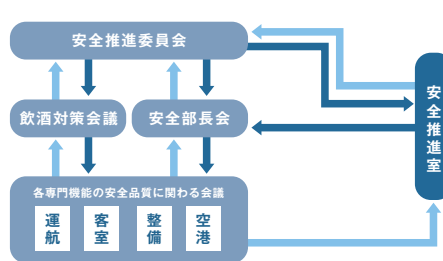 安全推進委員会
飲酒対策会議
安全部長会
安全推進室
各専門機能の安全品質に関わる会議
運航
客室
整備
空港